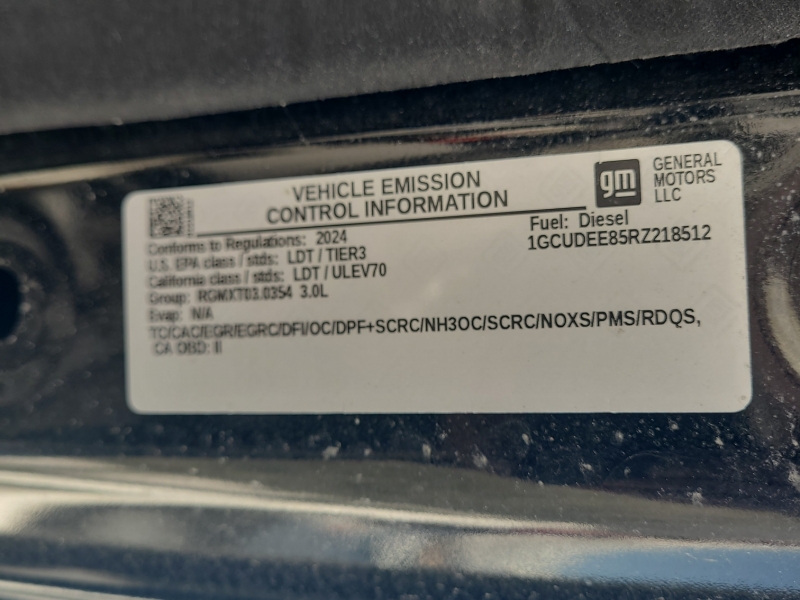 VEHICLE EMISSION
CONTROL INFORMATION
gm
GENERAL
MOTORS
LLC
Conforms to Regulations: 2024
U.S. EPA class / stds: LDT / TIER3
California class / stds: LDT / ULEV70
Group: RGMXT03.0354 3.0L
Evap: N/A
Fuel: Diesel
1GCUDEE85RZ218512
TC/CAC/EGR/EGRC/DFI/OC/DPF+SCRC/NH3OC/SCRC/NOXS/PMS/RDQS,
CA OBD: II